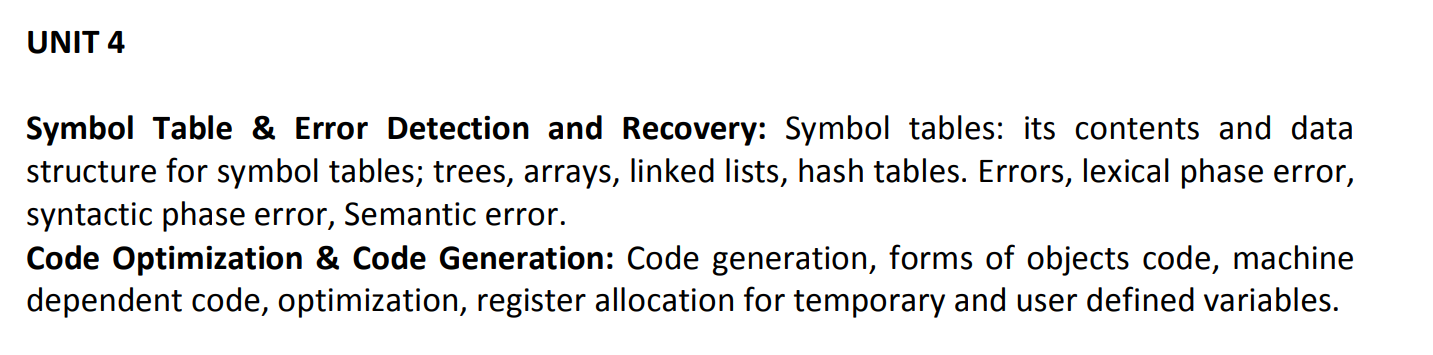 UNIT 4
Symbol Table & Error Detection and Recovery: Symbol tables: its contents and data
structure for symbol tables; trees, arrays, linked lists, hash tables. Errors, lexical phase error,
syntactic phase error, Semantic error.
Code Optimization & Code Generation: Code generation, forms of objects code, machine
dependent code, optimization, register allocation for temporary and user defined variables.